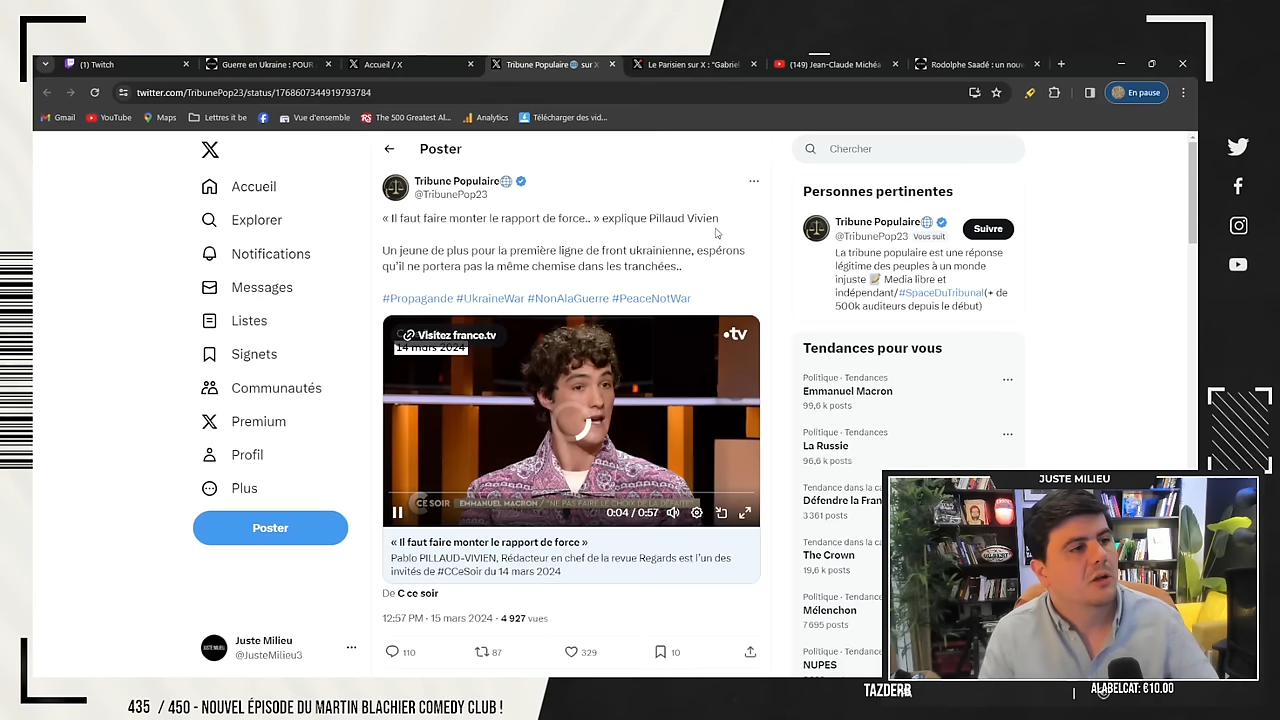 (1) Twitch
Guerre en Ukraine : POUR
Accueil / X
Tribune Populaire🌐 sur X
Le Parisien sur X : "Gabriel
(149) Jean-Claude Michéa
Rodolphe Saadé : un nouv
twitter.com/TribunePop23/status/1768607344919793784
En pause
Gmail
YouTube
Maps
Lettres it be
Vue d'ensemble
The 500 Greatest Al...
Analytics
Télécharger des vid...
Accueil
Explorer
Notifications
Messages
Listes
Signets
Communautés
Premium
Profil
Plus
Poster
Juste Milieu
@JusteMilieu3
Poster
Tribune Populaire🌐
@TribunePop23
« Il faut faire monter le rapport de force.. » explique Pillaud Vivien
Un jeune de plus pour la première ligne de front ukrainienne, espérons
qu'il ne portera pas la même chemise dans les tranchées..
#Propagande #UkraineWar #NonAlaGuerre #PeaceNotWar
Visitez france.tv
•tv
14 mars 2024
CE SOIR
EMMANUEL MACRON / "NE PAS FAIRE LE CHOIX DE LA DÉFAITE"
0:04 / 0:57
« Il faut faire monter le rapport de force »
Pablo PILLAUD-VIVIEN, Rédacteur en chef de la revue Regards est l'un des
invités de #CCeSoir du 14 mars 2024
De C ce soir
12:57 PM · 15 mars 2024 · 4 927 vues
110
87
329
10
Chercher
Personnes pertinentes
Tribune Populaire🌐
@TribunePop23 Vous suit
Suivre
La tribune populaire est une réponse
légitime des peuples à un monde
injuste 📝 Media libre et
indépendant/#SpaceDuTribunal(+ de
500k auditeurs depuis le début)
Tendances pour vous
Politique · Tendances
Emmanuel Macron
99,6 k posts
Politique · Tendances
La Russie
96,6 k posts
Tendance dans la ca
Défendre la Fran
3 361 posts
Tendance dans la ca
The Crown
19,6 k posts
Politique · Tendances
Mélenchon
7 695 posts
Politique · Tendances
NUPES
JUSTE MILIEU
435 / 450 - NOUVEL ÉPISODE DU MARTIN BLACHIER COMEDY CLUB !
ALABELCAT: €10.00